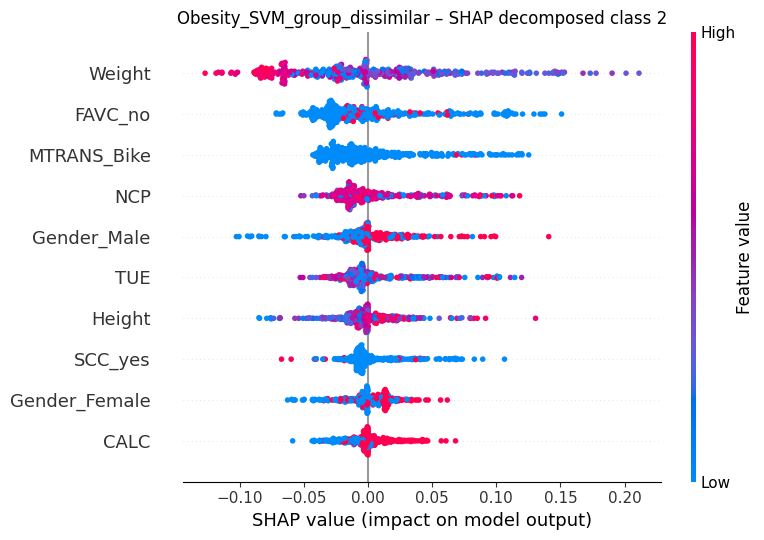 Obesity_SVM_group_dissimilar – SHAP decomposed class 2
High
Weight
FAVC_no
MTRANS_Bike
NCP
Gender_Male
TUE
Height
SCC_yes
Gender_Female
CALC
Feature value
Low
−0.10 −0.05 0.00 0.05 0.10 0.15 0.20
SHAP value (impact on model output)